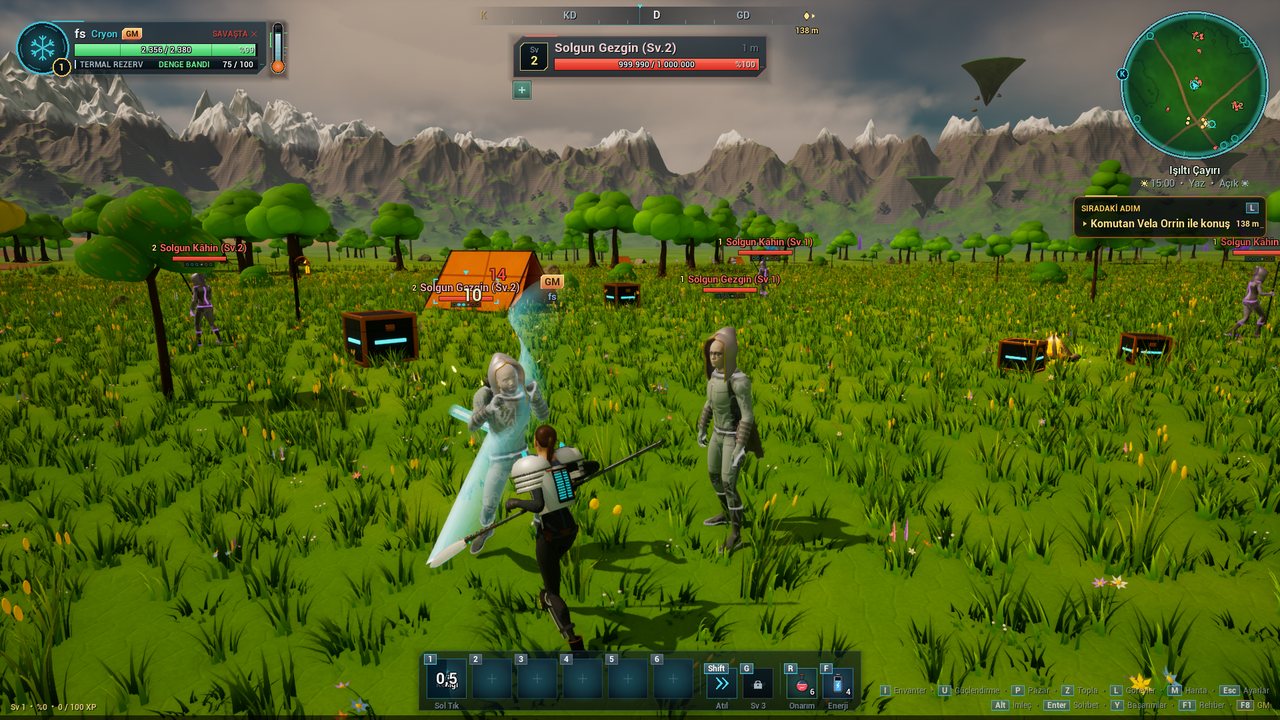 fs Cryon GM SAVAŞTA
2.956 / 2.980 %99
1
TERMAL REZERV DENGE BANDI 75 / 100
K KD D GD
138 m
Sv 2
Solgun Gezgin (Sv.2) 1 m
999.990 / 1.000.000 %100
+
K
Işıltı Çayırı
15:00 • Yaz • Açık
SIRADAKİ ADIM L
Komutan Vela Orrin ile konuş 138 m
2 Solgun Kâhin (Sv.2)
1 Solgun Kâhin (Sv.1)
1 Solgun Kâhin
1 Solgun Gezgin (Sv.1)
14
2 Solgun Gezgin (Sv.2)
10
GM
fs
1 2 3 4 5 6 Shift G R F
0,5
6 4
Sol Tık Atıl Sv 3 Onarım Enerji
I Envanter U Güçlendirme P Pazar Z Topla L Görevler M Harita Esc Ayarlar
Alt İmleç Enter Sohbet Y Başarımlar F1 Rehber F8 GM
Sv 1 • %0 • 0 / 100 XP